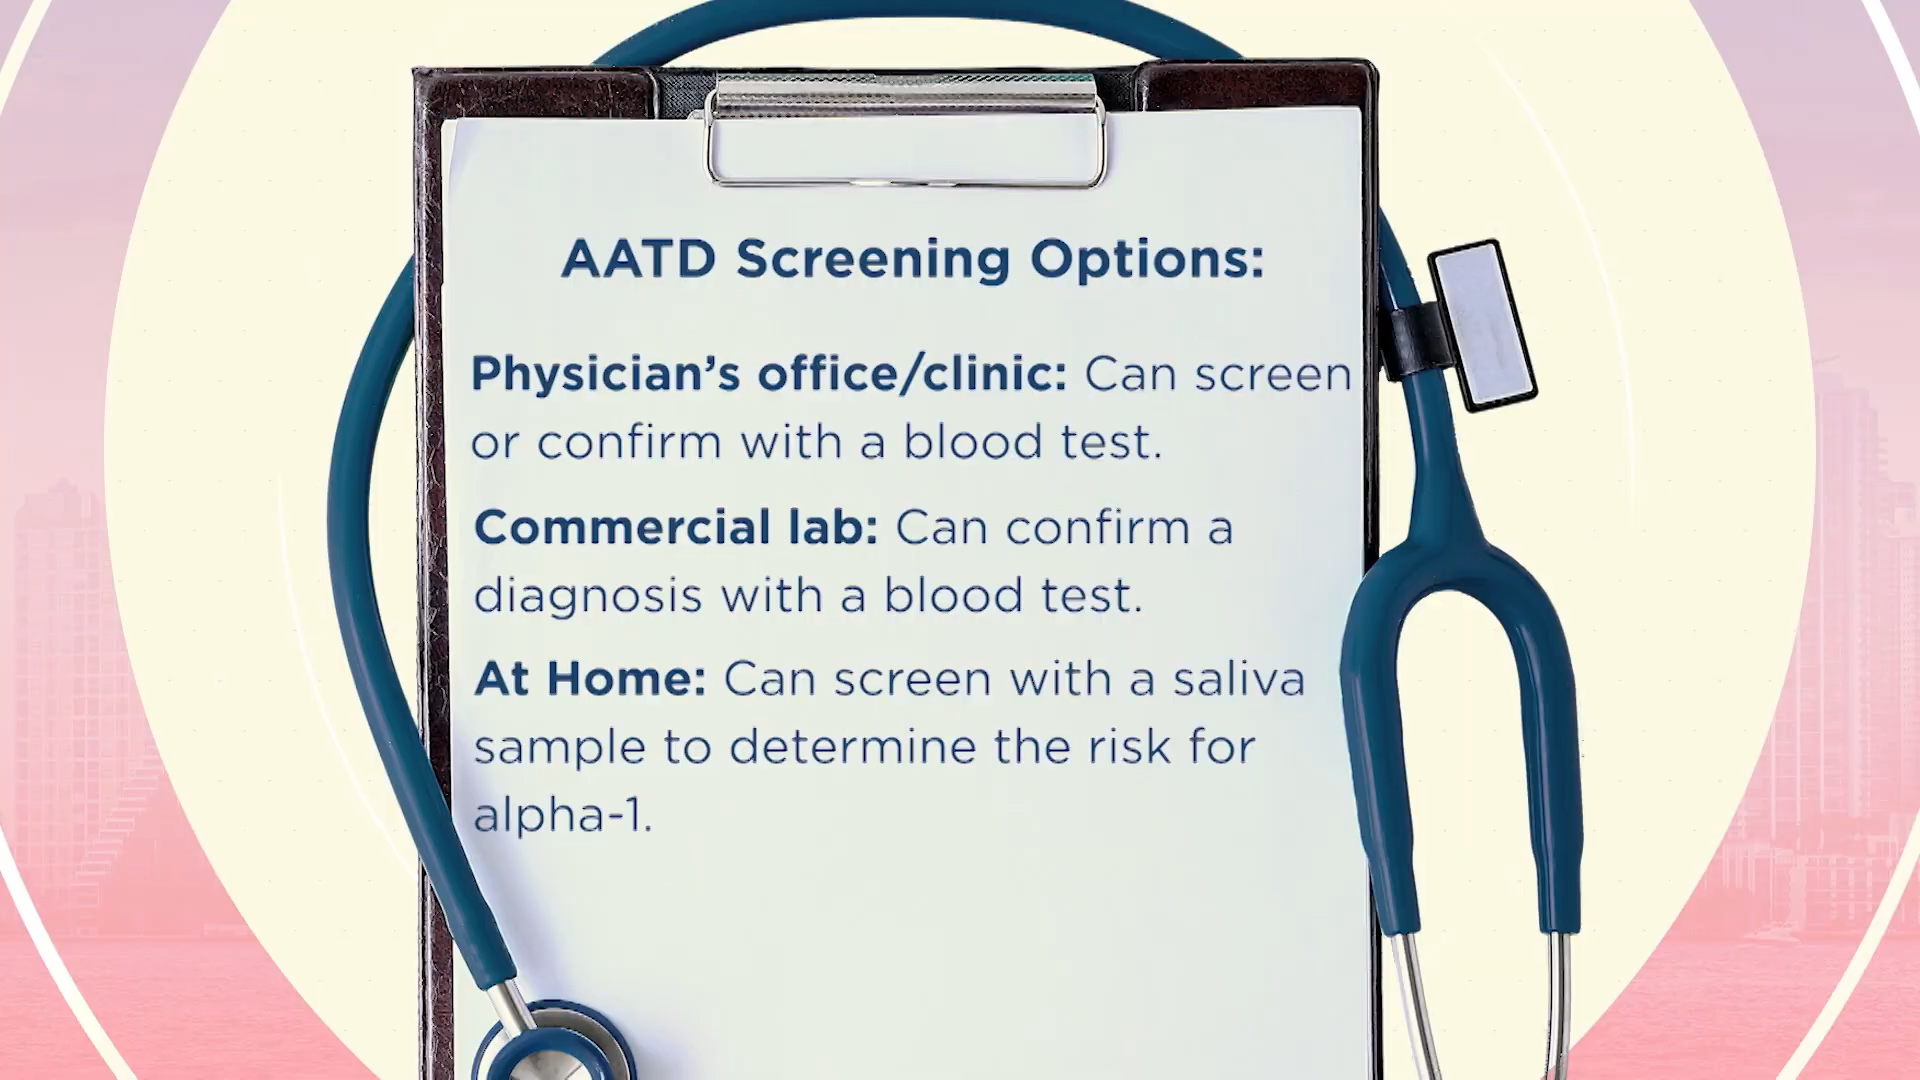 AATD Screening Options:
Physician’s office/clinic: Can screen
or confirm with a blood test.
Commercial lab: Can confirm a
diagnosis with a blood test.
At Home: Can screen with a saliva
sample to determine the risk for
alpha-1.